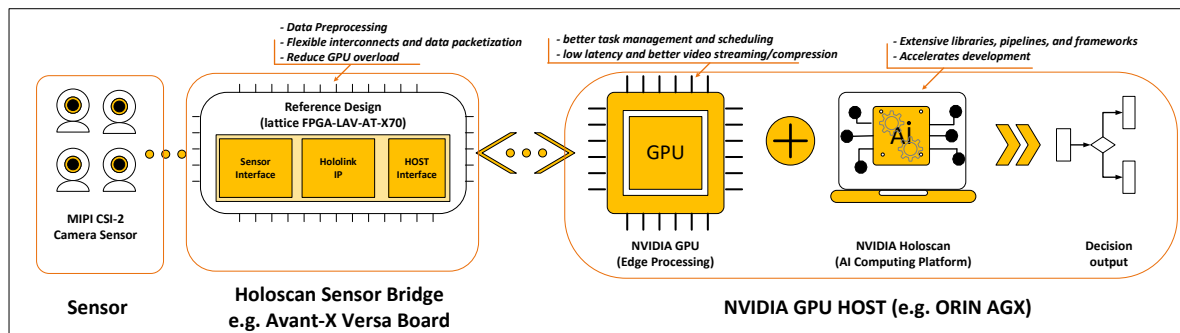 - Data Preprocessing
- Flexible interconnects and data packetization
- Reduce GPU overload
- better task management and scheduling
- low latency and better video streaming/compression
- Extensive libraries, pipelines, and frameworks
- Accelerates development
Reference Design
(lattice FPGA-LAV-AT-X70)
Sensor
Interface
Hololink
IP
HOST
Interface
GPU
Ai
MIPI CSI-2
Camera Sensor
NVIDIA GPU
(Edge Processing)
NVIDIA Holoscan
(AI Computing Platform)
Decision
output
Sensor
Holoscan Sensor Bridge
e.g. Avant-X Versa Board
NVIDIA GPU HOST (e.g. ORIN AGX)